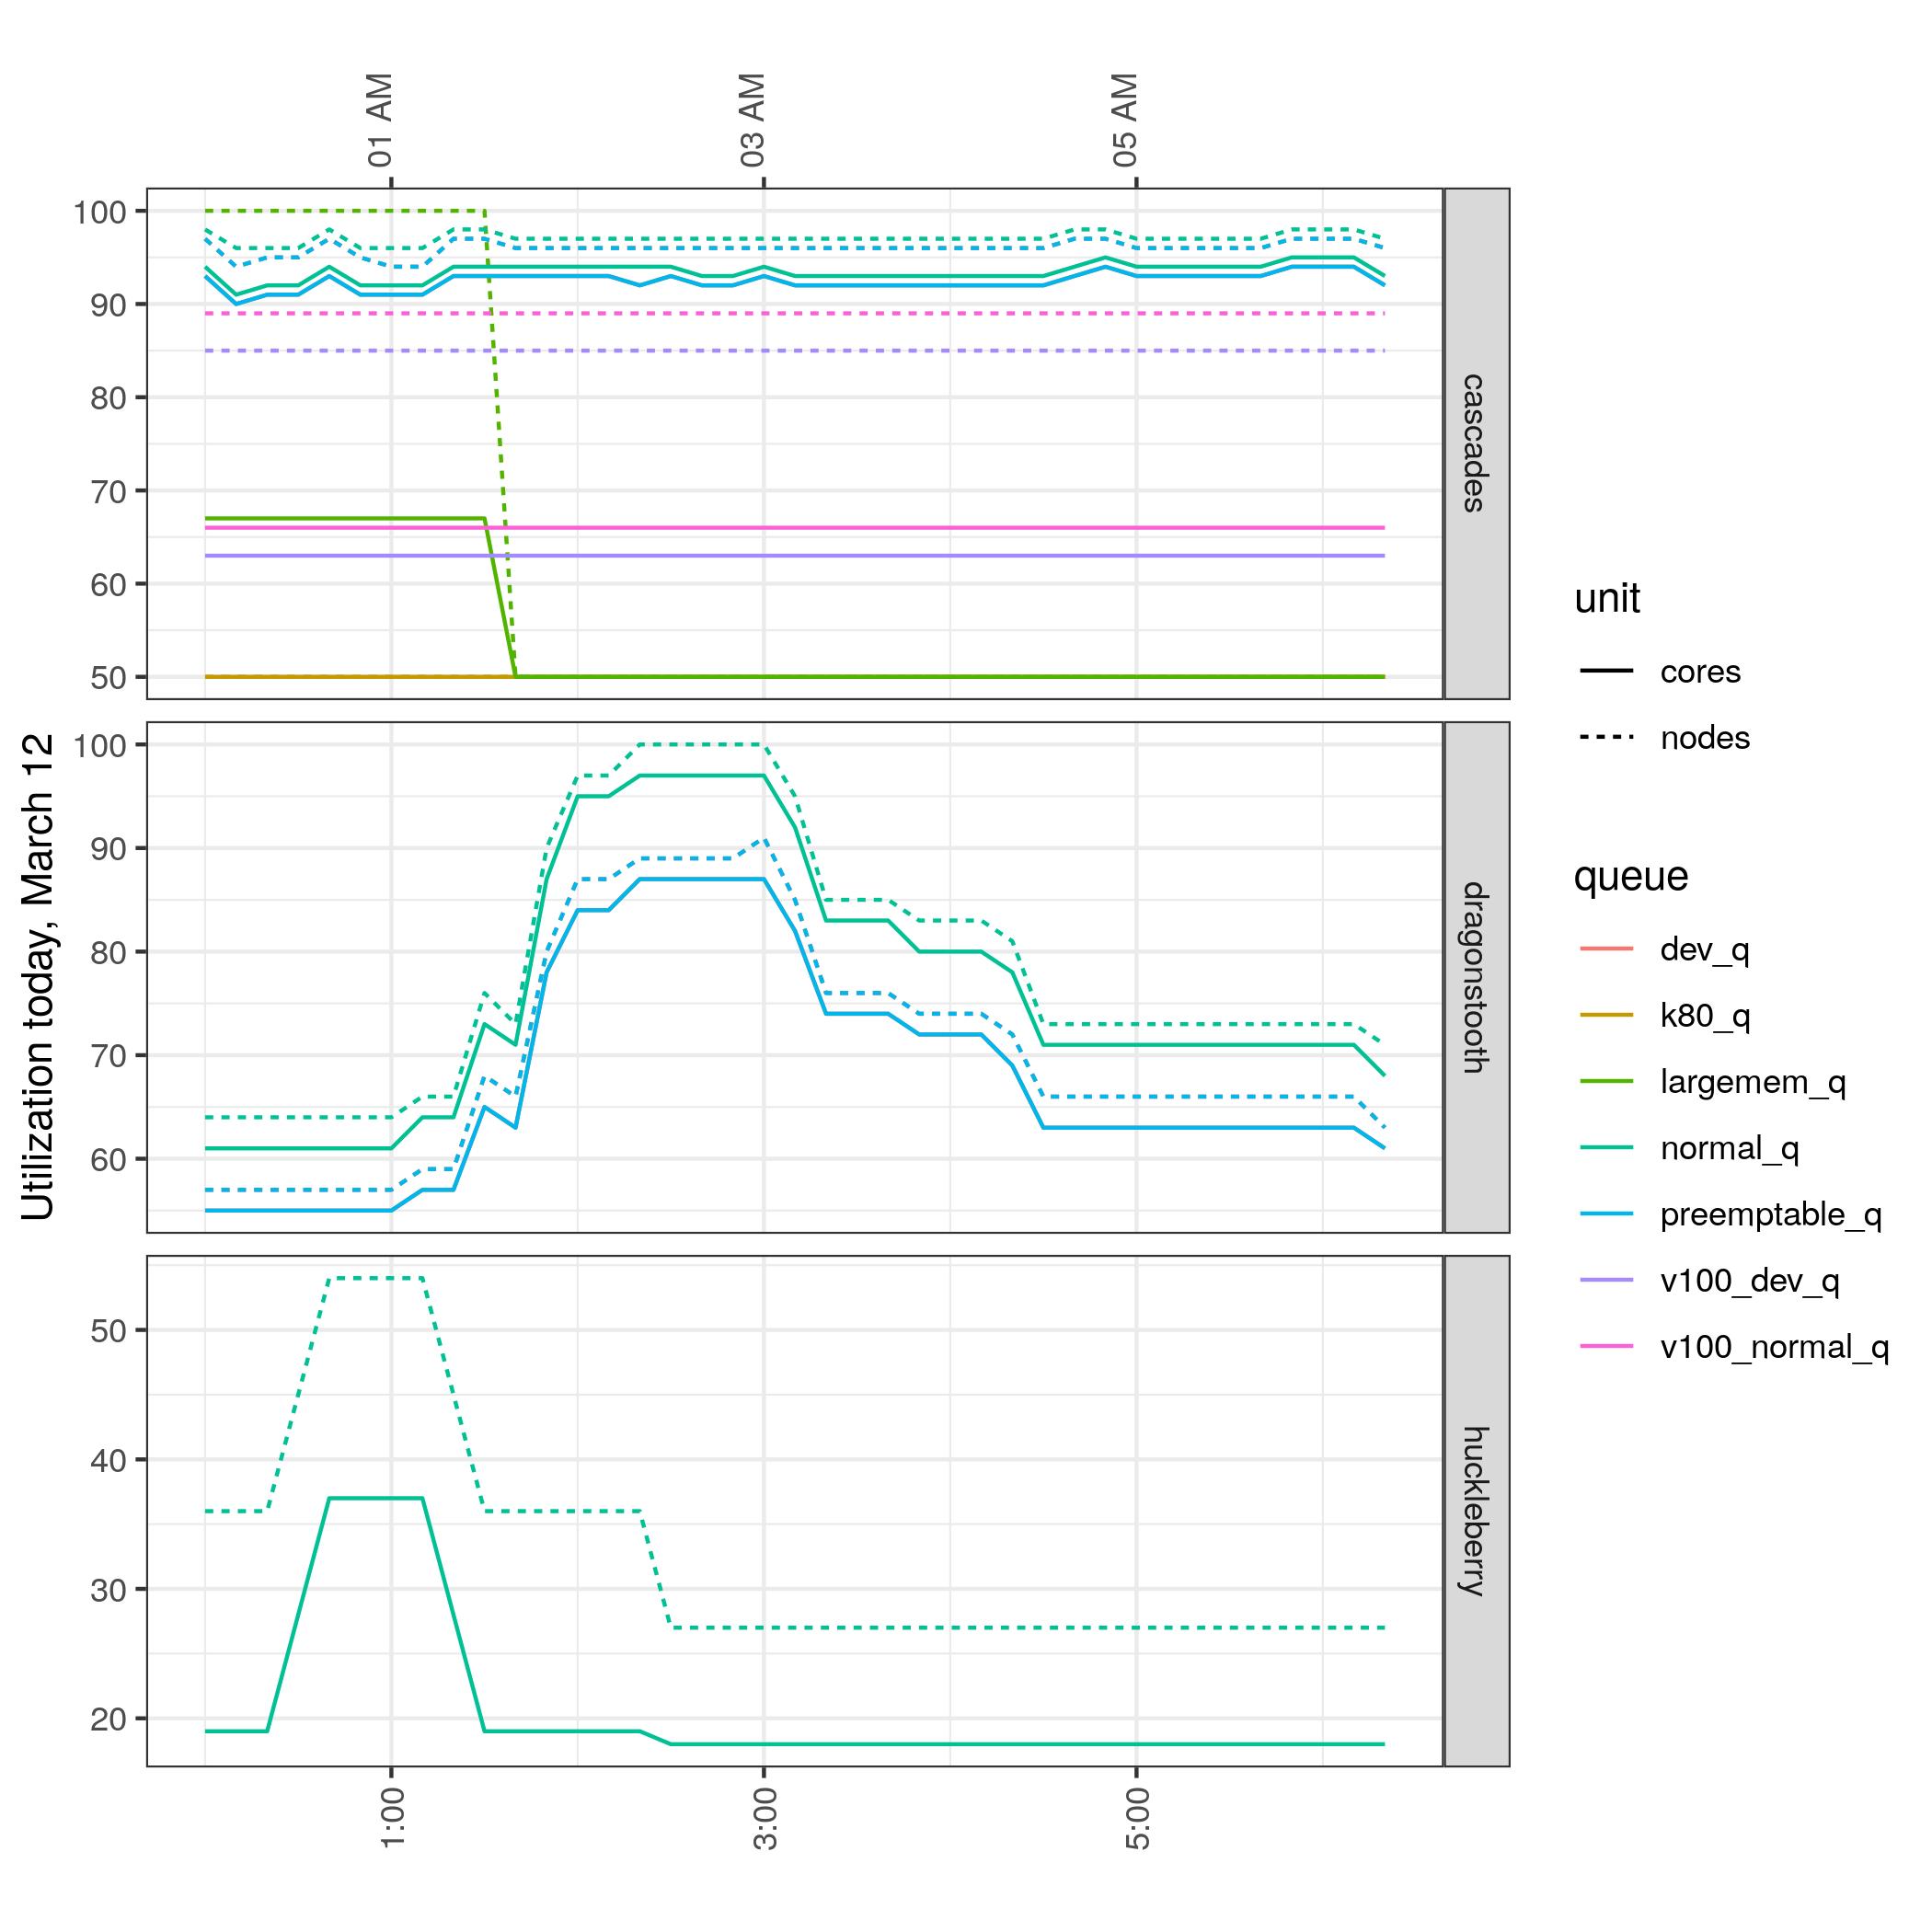 01 AM
03 AM
05 AM
Utilization today, March 12
100
90
80
70
60
50
cascades
100
90
80
70
60
dragonstooth
50
40
30
20
huckleberry
1:00
3:00
5:00
unit
cores
nodes
queue
dev_q
k80_q
largemem_q
normal_q
preemptable_q
v100_dev_q
v100_normal_q